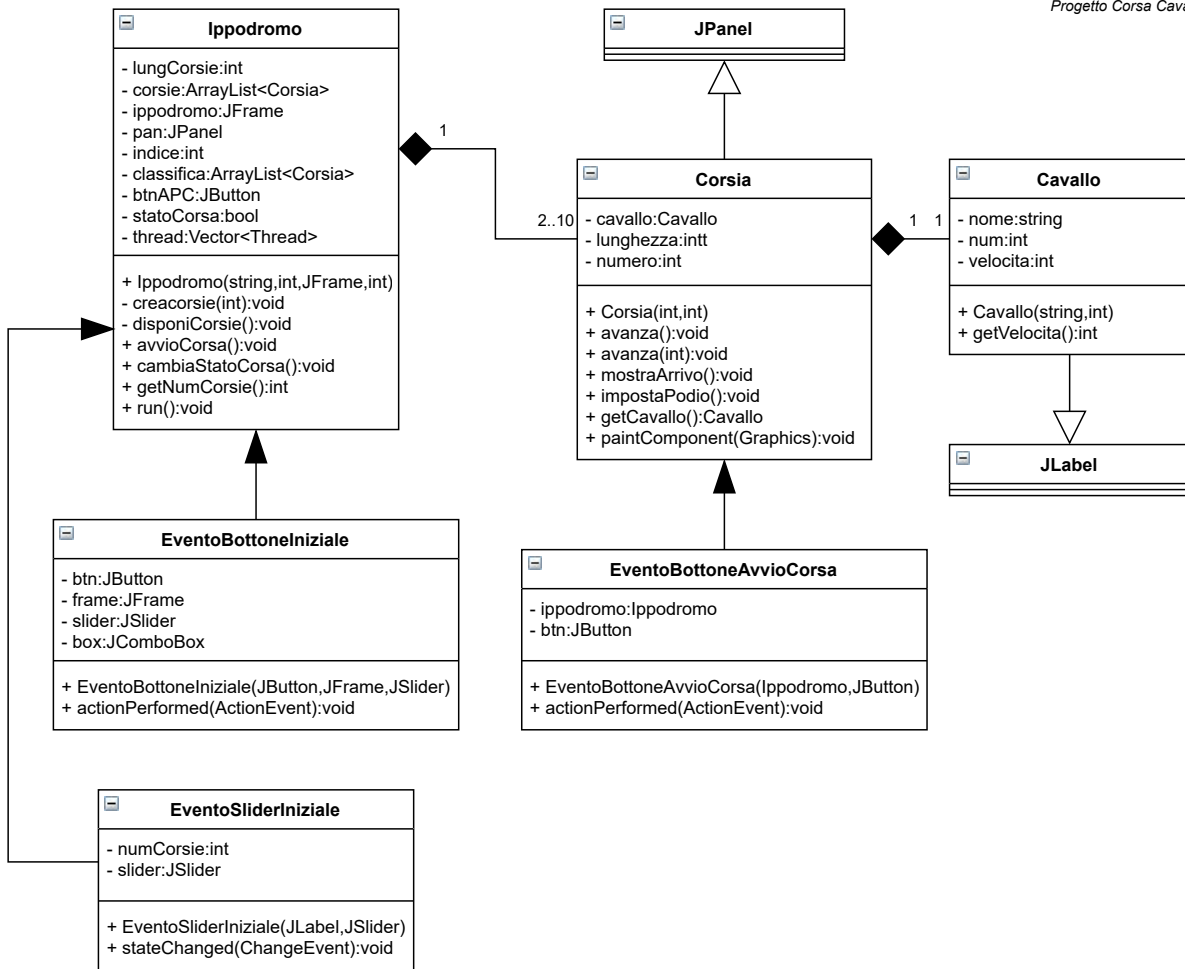 Progetto Corsa Cava
Ippodromo
- lungCorsie:int
- corsie:ArrayList<Corsia>
- ippodromo:JFrame
- pan:JPanel
- indice:int
- classifica:ArrayList<Corsia>
- btnAPC:JButton
- statoCorsa:bool
- thread:Vector<Thread>
+ Ippodromo(string,int,JFrame,int)
- creacorsie(int):void
- disponiCorsie():void
+ avvioCorsa():void
+ cambiaStatoCorsa():void
+ getNumCorsie():int
+ run():void
1
2..10
JPanel
Corsia
- cavallo:Cavallo
- lunghezza:intt
- numero:int
+ Corsia(int,int)
+ avanza():void
+ avanza(int):void
+ mostraArrivo():void
+ impostaPodio():void
+ getCavallo():Cavallo
+ paintComponent(Graphics):void
1 1
Cavallo
- nome:string
- num:int
- velocita:int
+ Cavallo(string,int)
+ getVelocita():int
JLabel
EventoBottoneIniziale
- btn:JButton
- frame:JFrame
- slider:JSlider
- box:JComboBox
+ EventoBottoneIniziale(JButton,JFrame,JSlider)
+ actionPerformed(ActionEvent):void
EventoBottoneAvvioCorsa
- ippodromo:Ippodromo
- btn:JButton
+ EventoBottoneAvvioCorsa(Ippodromo,JButton)
+ actionPerformed(ActionEvent):void
EventoSliderIniziale
- numCorsie:int
- slider:JSlider
+ EventoSliderIniziale(JLabel,JSlider)
+ stateChanged(ChangeEvent):void